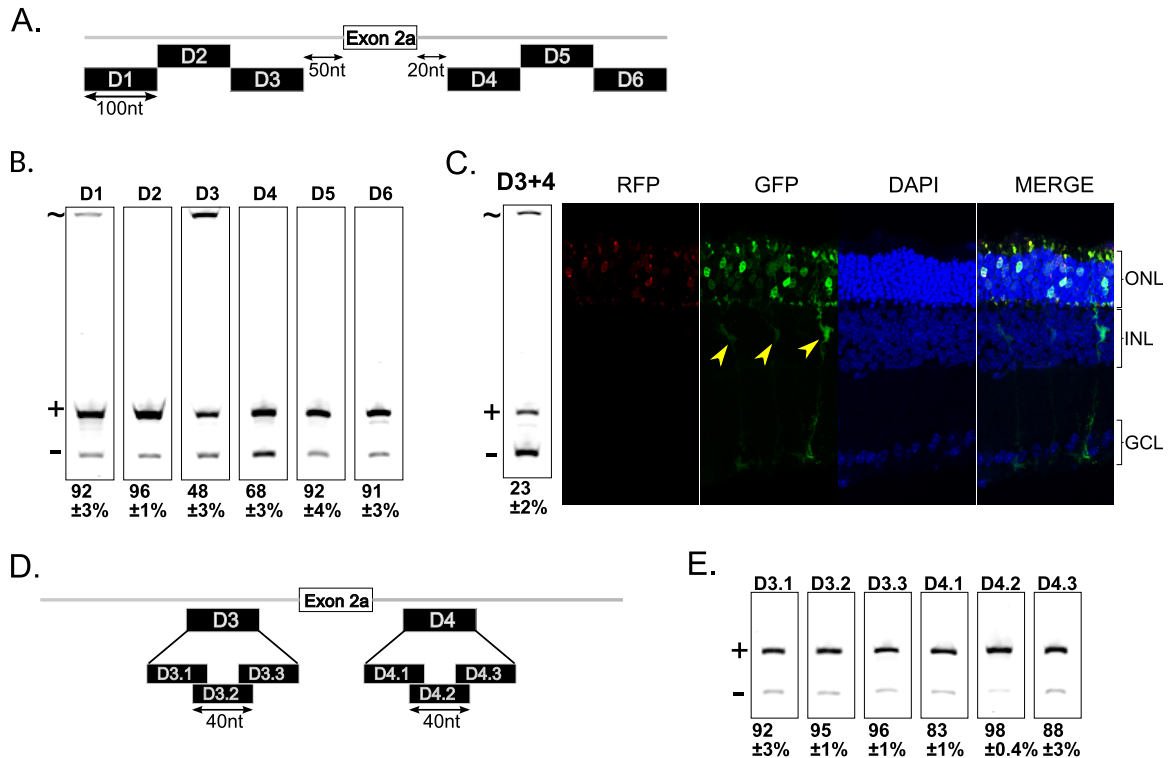 A.
Exon 2a
D2
D5
D1
D3
50nt
20nt
D4
D6
100nt
B.
D1 D2 D3 D4 D5 D6
~
+
-
92 96 48 68 92 91
±3% ±1% ±3% ±3% ±4% ±3%
C.
D3+4 RFP GFP DAPI MERGE
~
+
-
23
±2%
ONL
INL
GCL
D.
Exon 2a
D3 D4
D3.1 D3.3 D4.1 D4.3
D3.2 D4.2
40nt 40nt
E.
D3.1 D3.2 D3.3 D4.1 D4.2 D4.3
+
-
92 95 96 83 98 88
±3% ±1% ±1% ±1% ±0.4% ±3%